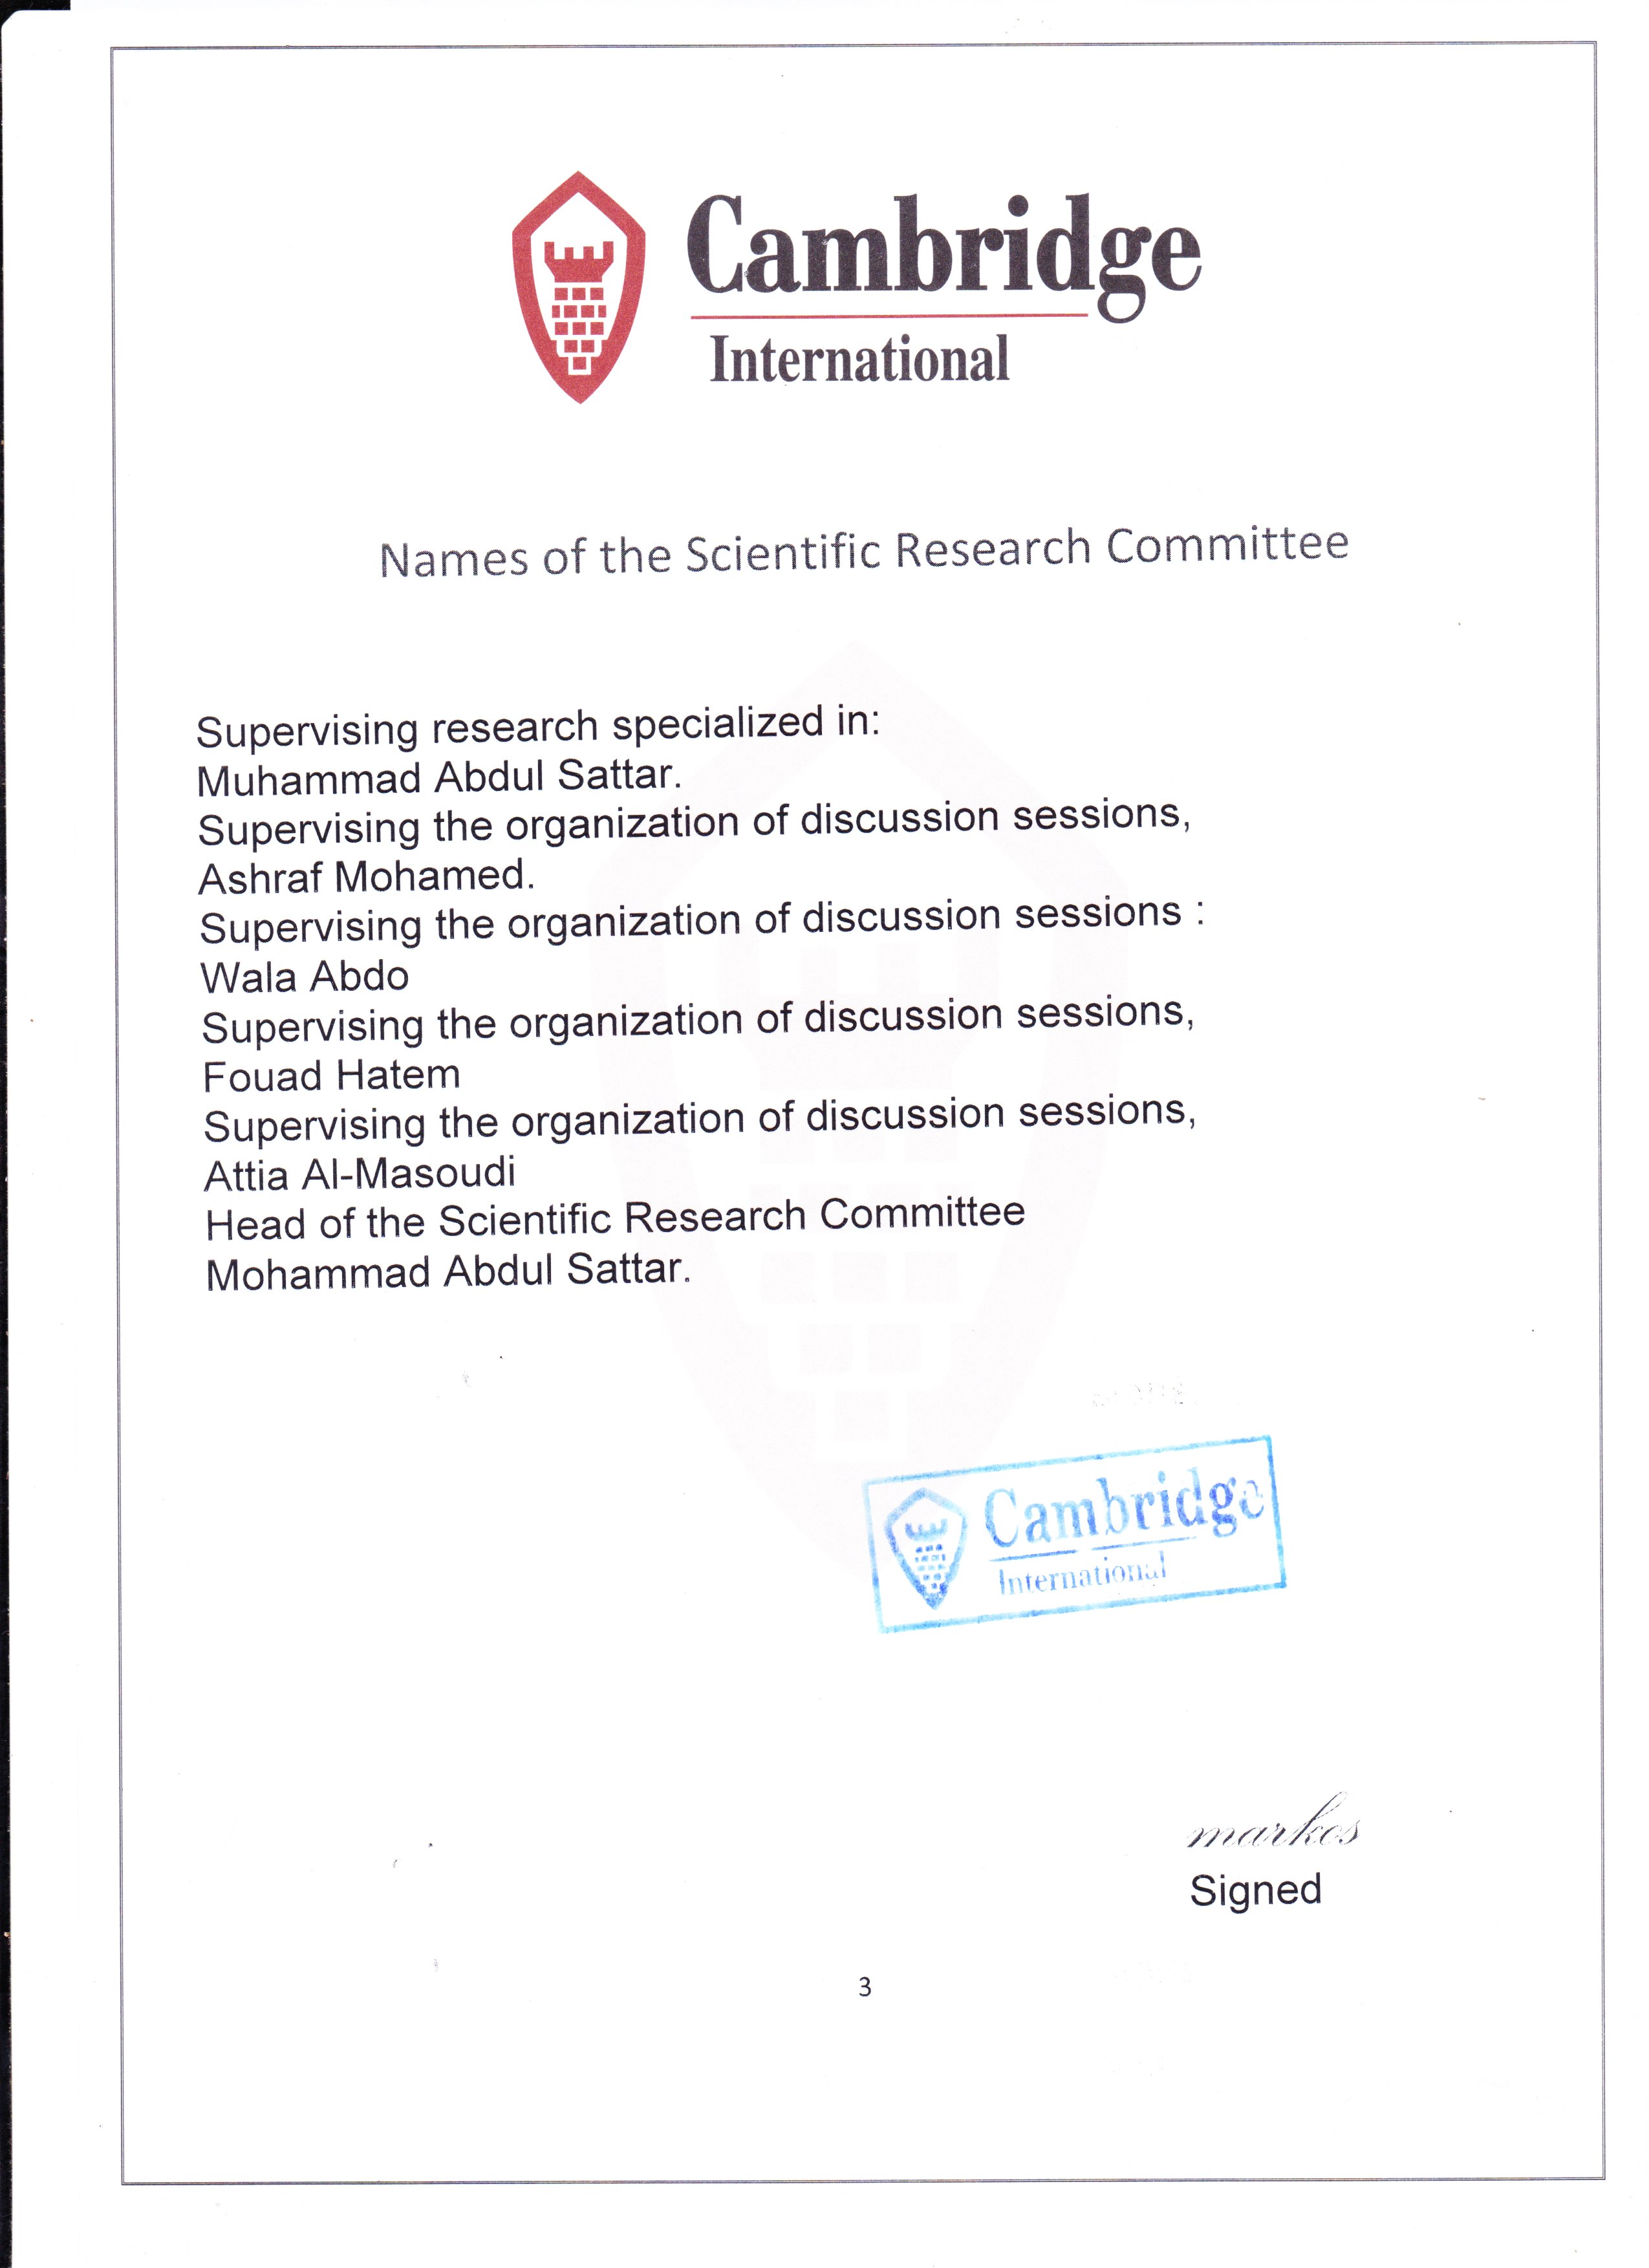 Cambridge
International
Names of the Scientific Research Committee
Supervising research specialized in:
Muhammad Abdul Sattar.
Supervising the organization of discussion sessions,
Ashraf Mohamed.
Supervising the organization of discussion sessions :
Wala Abdo
Supervising the organization of discussion sessions,
Fouad Hatem
Supervising the organization of discussion sessions,
Attia Al-Masoudi
Head of the Scientific Research Committee
Mohammad Abdul Sattar.
Cambridge
International
markos
Signed
3